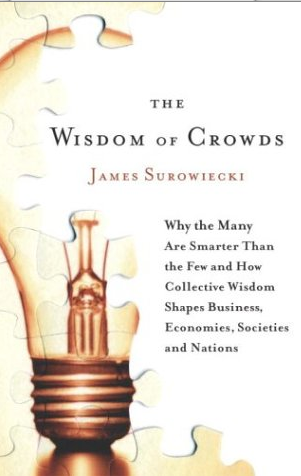 THE
WISDOM OF CROWDS
JAMES SUROWIECKI
Why the Many
Are Smarter Than
the Few and How
Collective Wisdom
Shapes Business,
Economies, Societies
and Nations